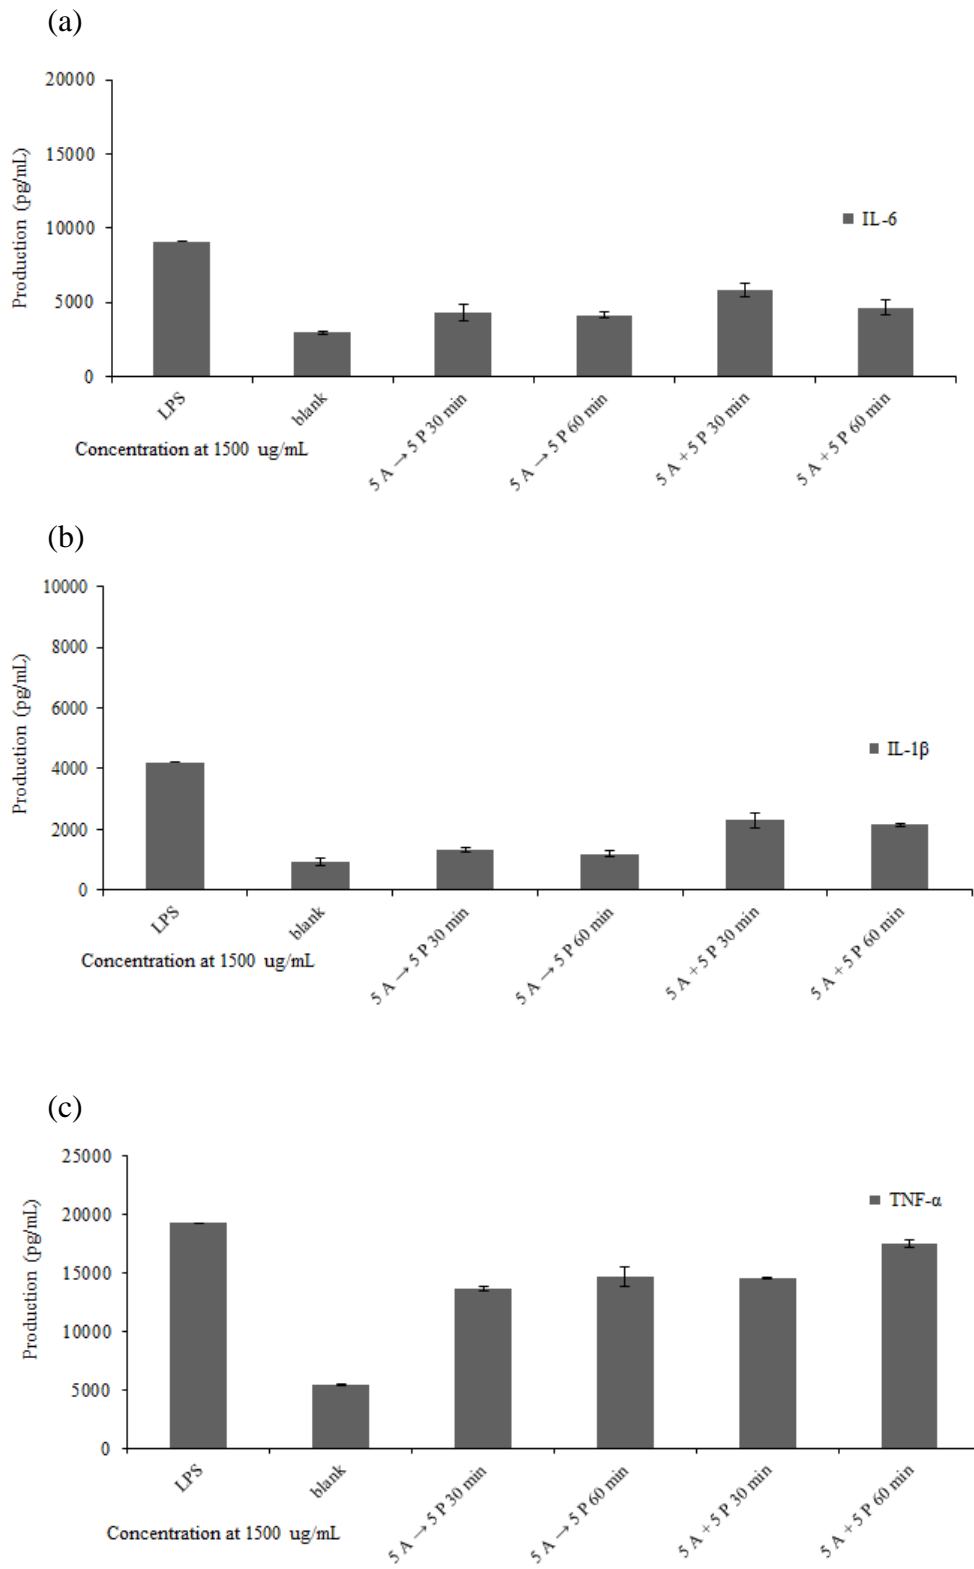 (a)
20000
15000
10000
5000
0
Production (pg/mL)
IL-6
LPS
blank
5 A → 5 P 30 min
5 A → 5 P 60 min
5 A + 5 P 30 min
5 A + 5 P 60 min
Concentration at 1500 ug/mL
(b)
10000
8000
6000
4000
2000
0
Production (pg/mL)
IL-1β
LPS
blank
5 A → 5 P 30 min
5 A → 5 P 60 min
5 A + 5 P 30 min
5 A + 5 P 60 min
Concentration at 1500 ug/mL
(c)
25000
20000
15000
10000
5000
0
Production (pg/mL)
TNF-α
LPS
blank
5 A → 5 P 30 min
5 A → 5 P 60 min
5 A + 5 P 30 min
5 A + 5 P 60 min
Concentration at 1500 ug/mL